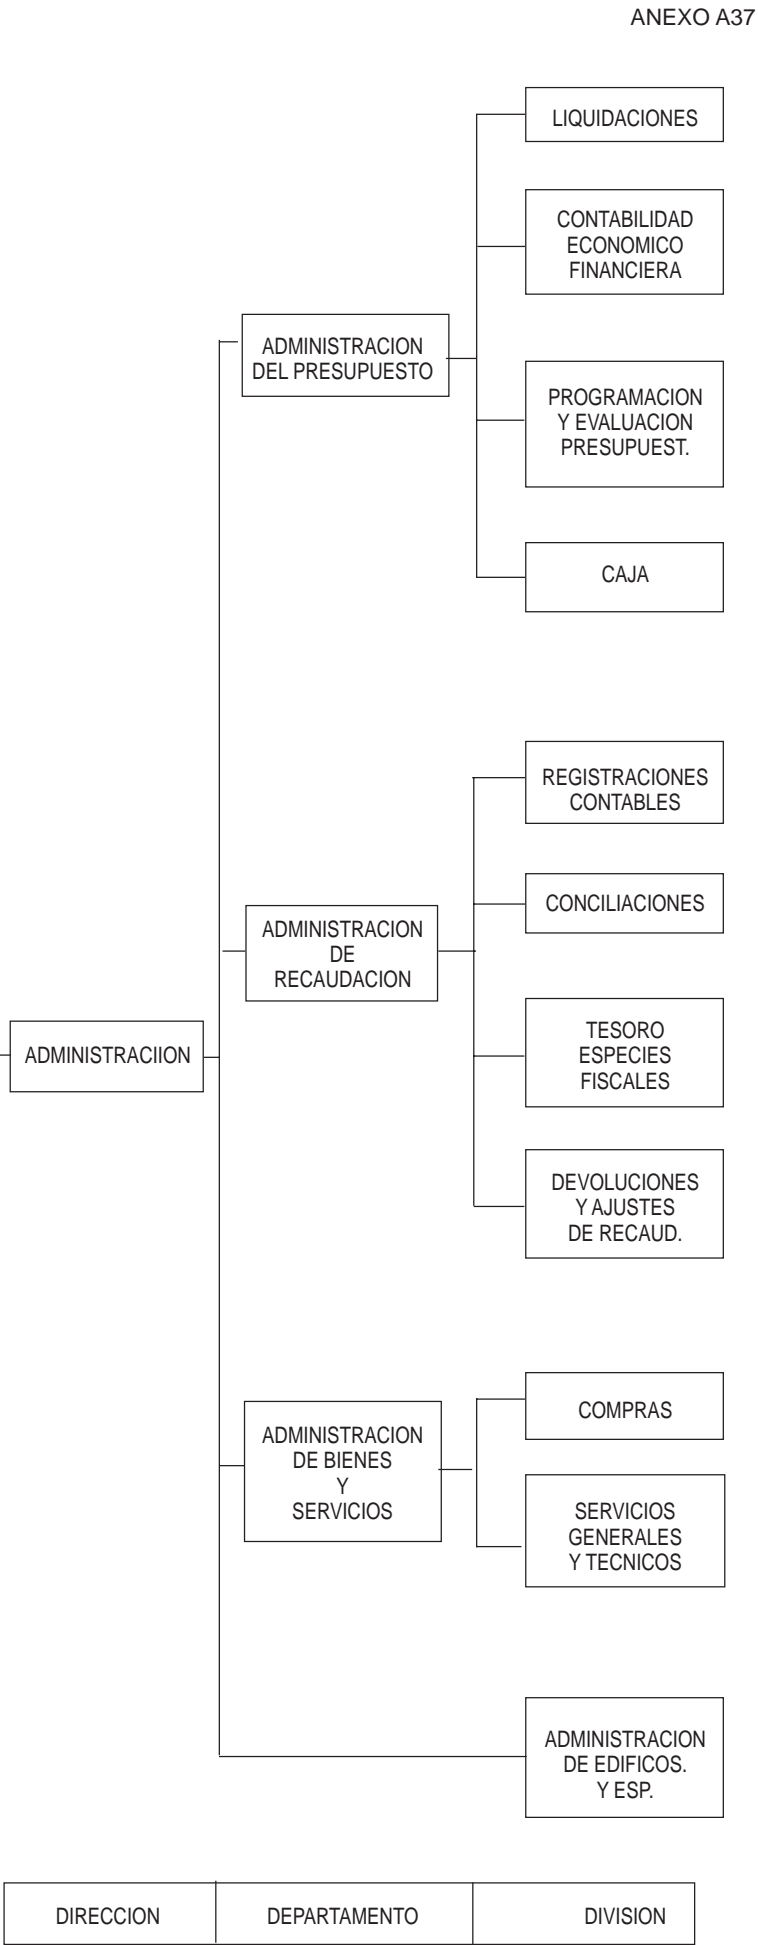 ANEXO A37
LIQUIDACIONES
CONTABILIDAD
ECONOMICO
FINANCIERA
ADMINISTRACION
DEL PRESUPUESTO
PROGRAMACION
Y EVALUACION
PRESUPUEST.
CAJA
REGISTRACIONES
CONTABLES
CONCILIACIONES
ADMINISTRACION
DE
RECAUDACION
TESORO
ESPECIES
FISCALES
ADMINISTRACIION
DEVOLUCIONES
Y AJUSTES
DE RECAUD.
COMPRAS
ADMINISTRACION
DE BIENES
Y
SERVICIOS
SERVICIOS
GENERALES
Y TECNICOS
ADMINISTRACION
DE EDIFICOS.
Y ESP.
DIRECCION DEPARTAMENTO DIVISION